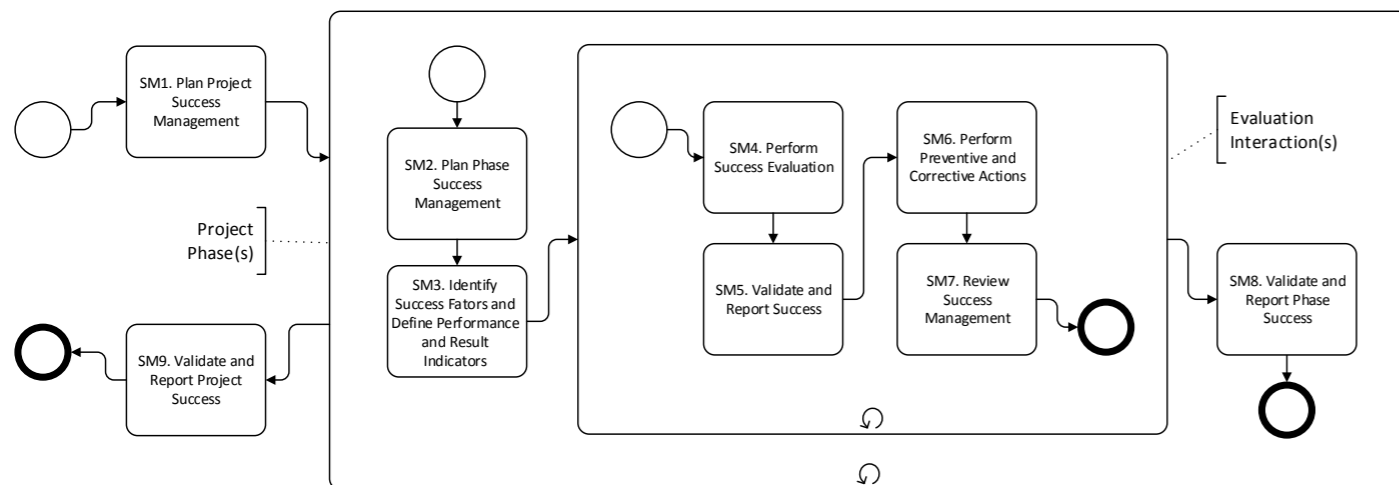 SM1. Plan Project
Success
Management
Project
Phase(s)
SM9. Validate and
Report Project
Success
SM2. Plan Phase
Success
Management
SM3. Identify
Success Fators and
Define Performance
and Result
Indicators
SM4. Perform
Success Evaluation
SM5. Validate and
Report Success
SM6. Perform
Preventive and
Corrective Actions
SM7. Review
Success
Management
Evaluation
Interaction(s)
SM8. Validate and
Report Phase
Success